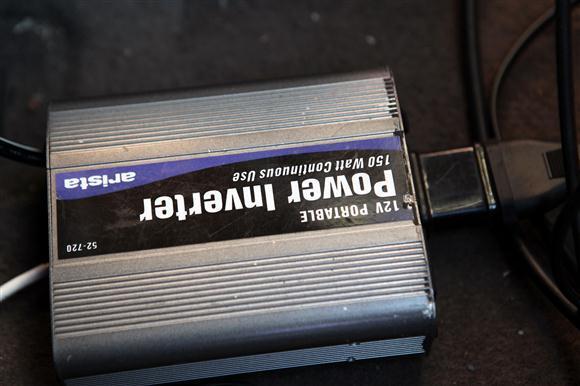 12V PORTABLE
Power Inverter
150 Watt Continuous Use
arista
52-720